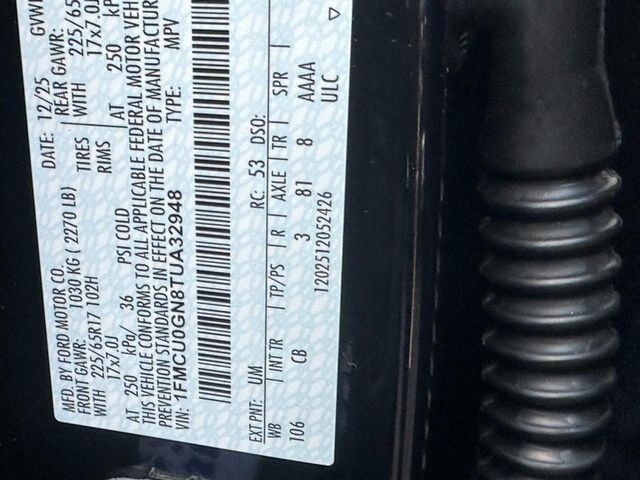 MFD. BY FORD MOTOR CO.
DATE: 12/25 GVW
FRONT GAWR: 1030 KG ( 2270 LB) REAR GAWR:
225/65R17 102H TIRES WITH 225/65
17x7.0J RIMS 17x7.0J
AT 250 kPa/ 36 PSI COLD AT 250 kP
THIS VEHICLE CONFORMS TO ALL APPLICABLE FEDERAL MOTOR VEH
PREVENTION STANDARDS IN EFFECT ON THE DATE OF MANUFACTUR
VIN: 1FMCU0GN8TUA32948 TYPE: MPV
EXT PNT: UM RC: 53 DSO:
WB INT TR TP/PS R AXLE TR SPR
106 CB 3 81 8 AAAA
1202512052426 ULC